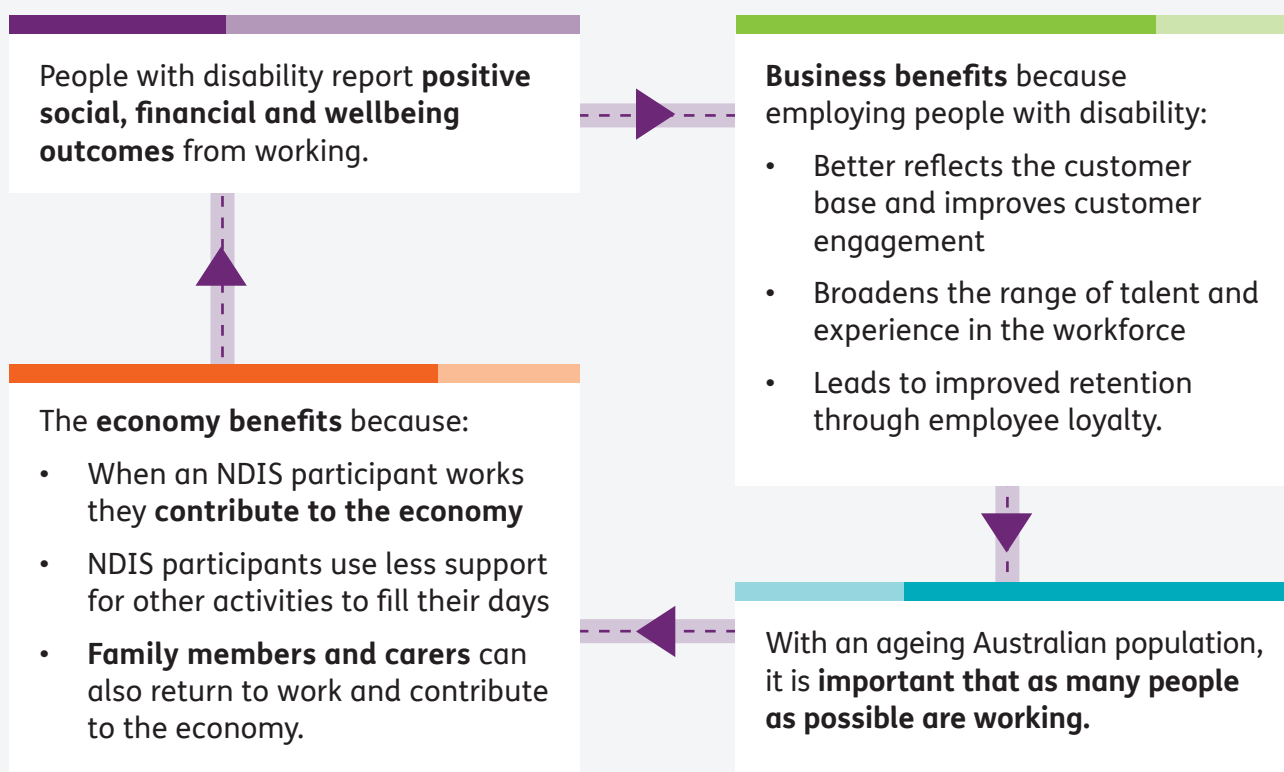 People with disability report positive
social, financial and wellbeing
outcomes from working.
Business benefits because
employing people with disability:
• Better reflects the customer
base and improves customer
engagement
• Broadens the range of talent and
experience in the workforce
• Leads to improved retention
through employee loyalty.
With an ageing Australian population,
it is important that as many people
as possible are working.
The economy benefits because:
• When an NDIS participant works
they contribute to the economy
• NDIS participants use less support
for other activities to fill their days
• Family members and carers can
also return to work and contribute
to the economy.